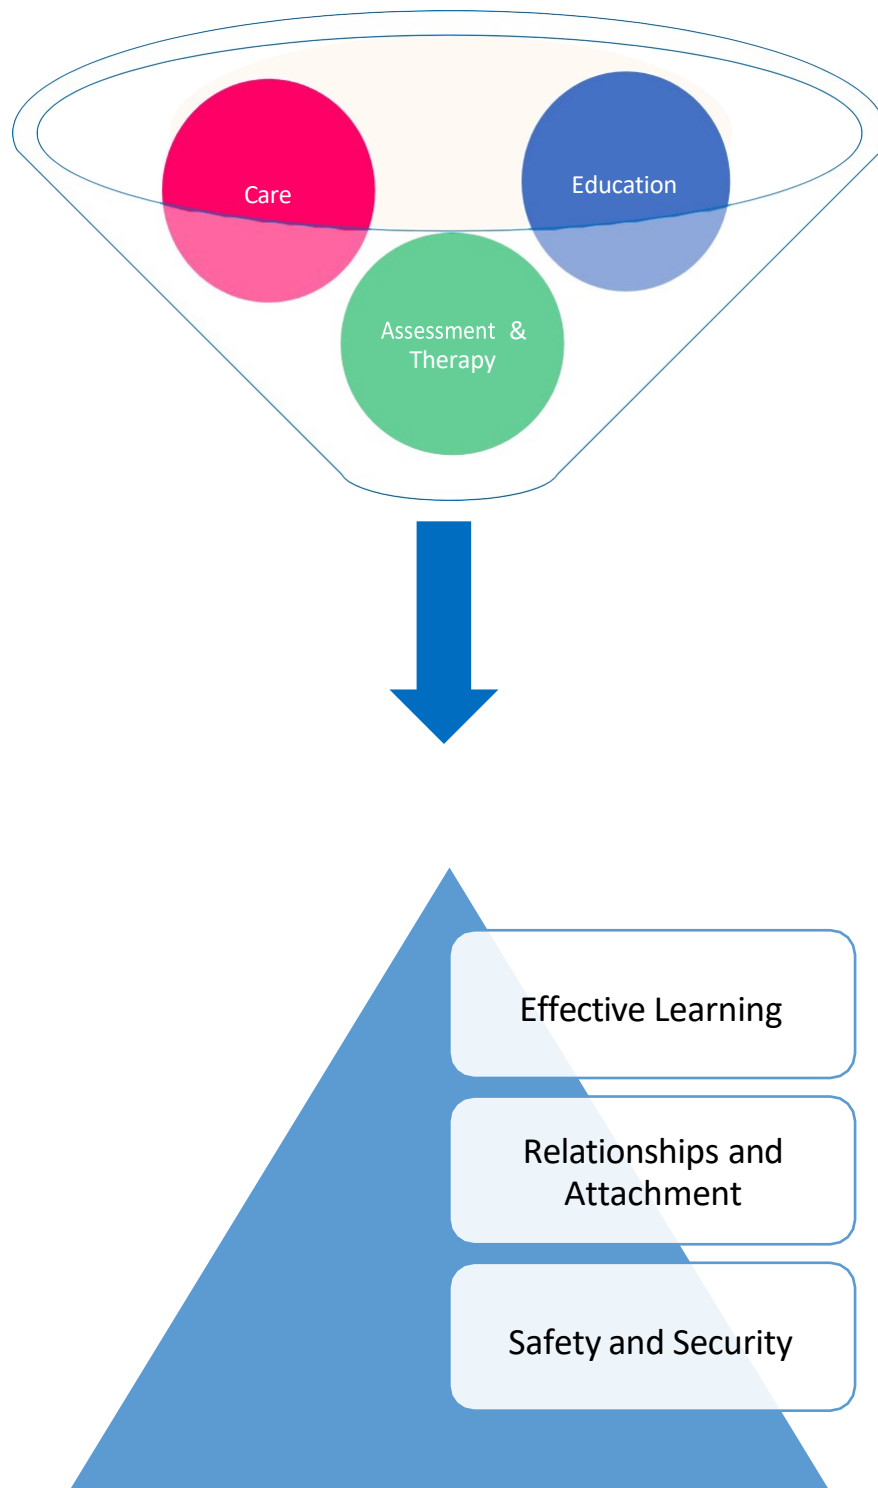 Care
Education
Assessment &
Therapy
Effective Learning
Relationships and
Attachment
Safety and Security